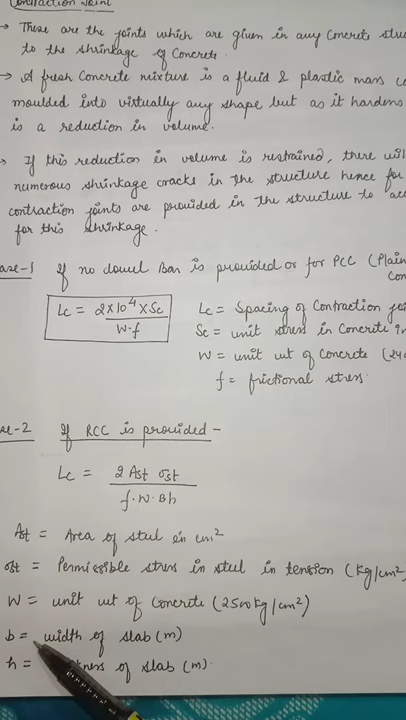 Contraction Joint
→ These are the joints which are given in any Concrete
to the shrinkage of Concrete.
→ A fresh Concrete mixture is a fluid & plastic mass
moulded into virtually any shape but as it hardens
is a reduction in volume.
→ If this reduction in volume is restrained, there
numerous shrinkage cracks in the structure hence for
contraction joints are provided in the structure to
for this shrinkage.
If no dowel Bar is provided or for PCC (Plain
Lc = 2×10⁴×Sc / W·f
Lc = Spacing of Contraction
Sc = unit stress in Concrete in
W = unit wt of Concrete (
f = frictional stress
If RCC is provided -
Lc = 2 Ast σst / f·W·Bh
Ast = Area of steel in cm²
σst = Permissible stress in steel in tension (kg/cm²
W = unit wt of Concrete (2500kg/cm²)
b = width of slab (m)
h = of slab (m).